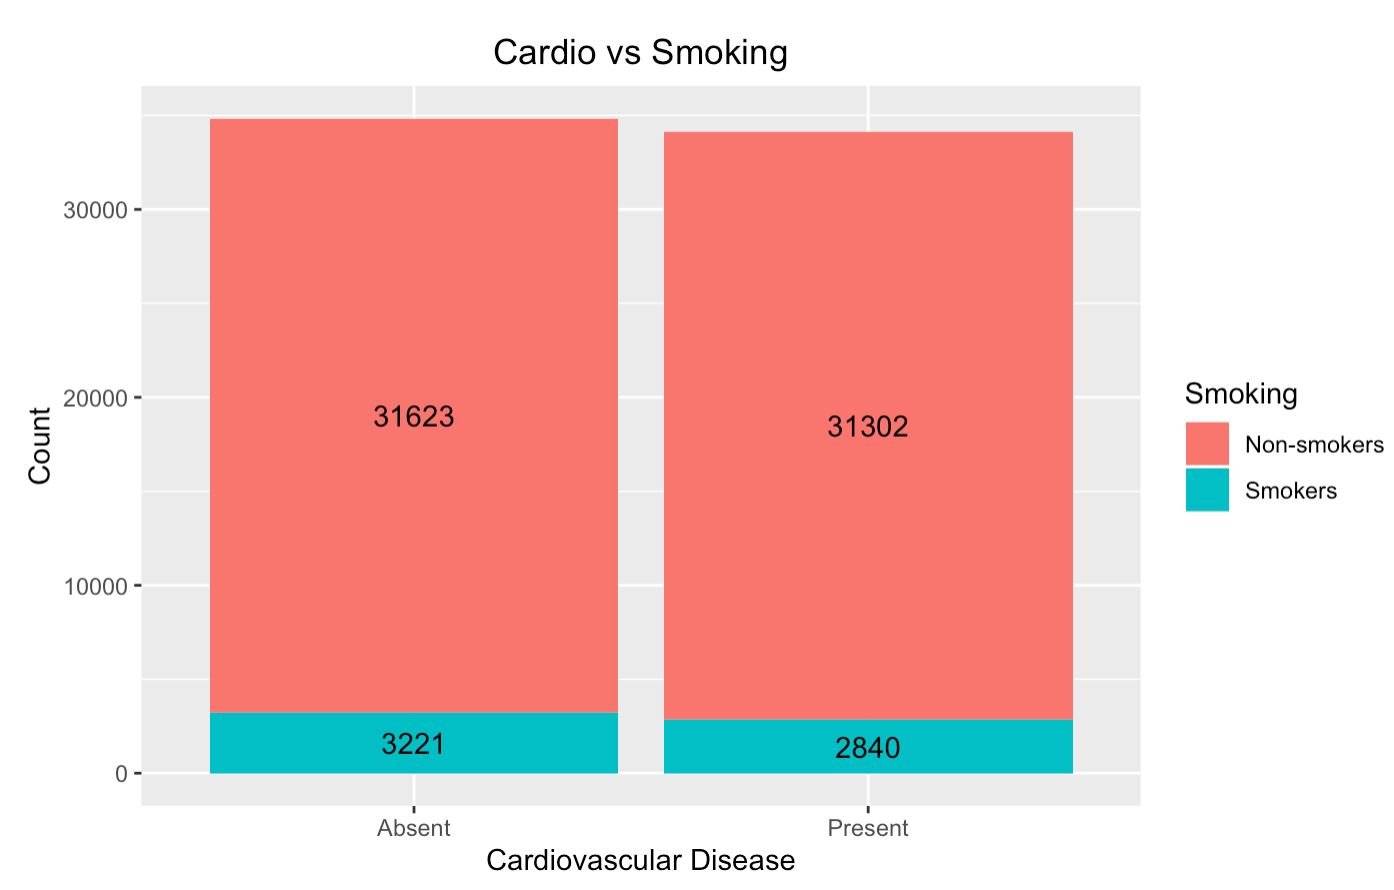 Cardio vs Smoking
Count
30000
20000
10000
0
31623
31302
3221
2840
Absent
Present
Cardiovascular Disease
Smoking
Non-smokers
Smokers